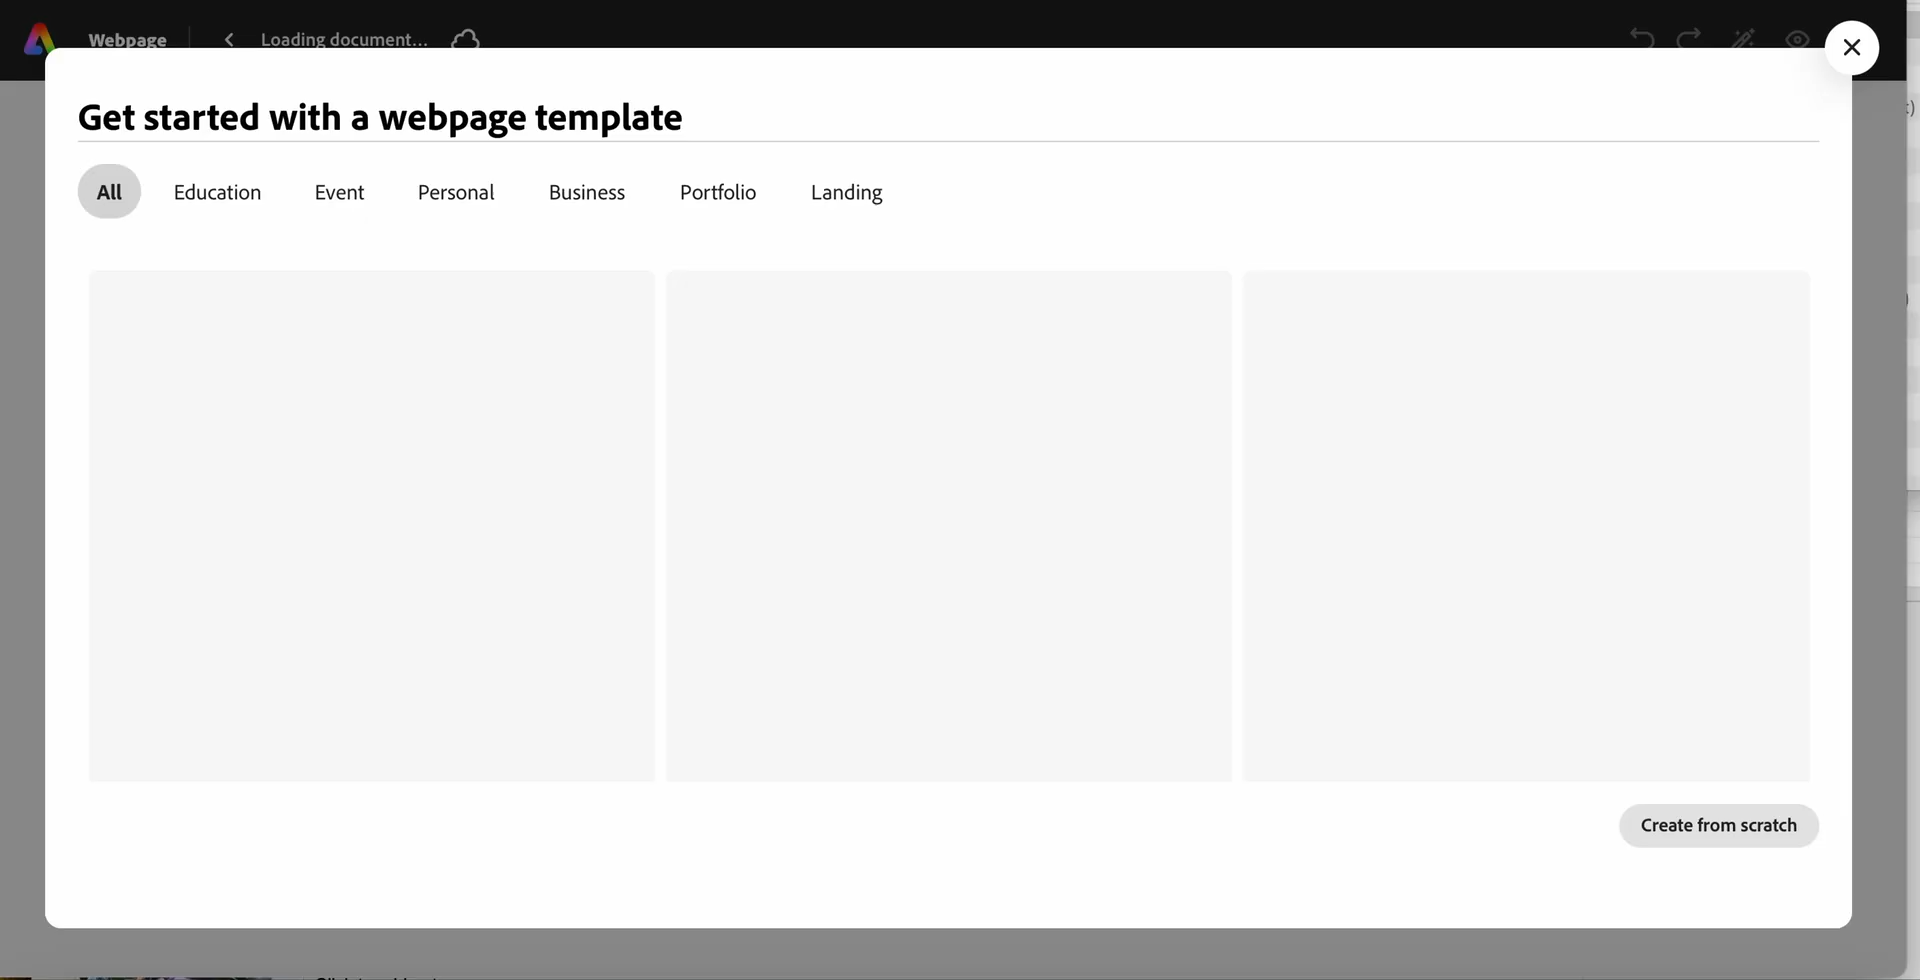 Webpage
Loading document...
Get started with a webpage template
All
Education
Event
Personal
Business
Portfolio
Landing
Create from scratch